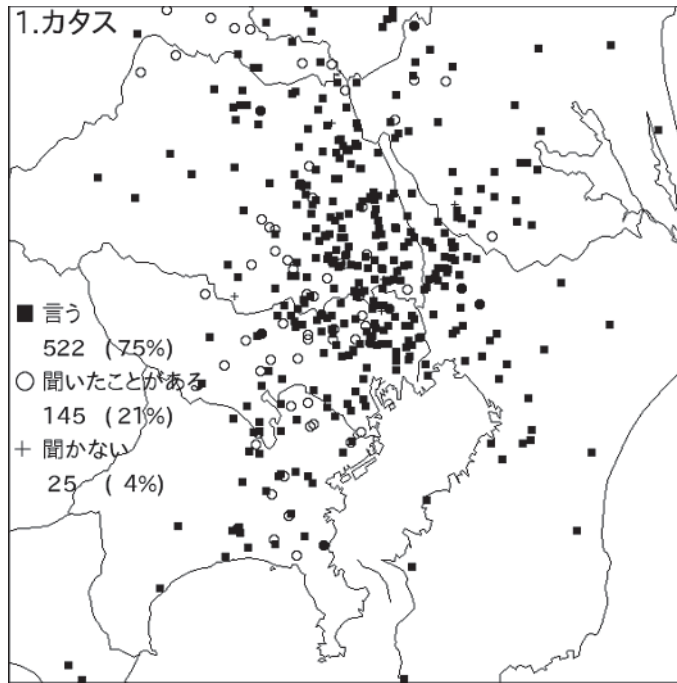 1.カタス
■ 言う
522 (75%)
○ 聞いたことがある
145 (21%)
+ 聞かない
25 ( 4%)